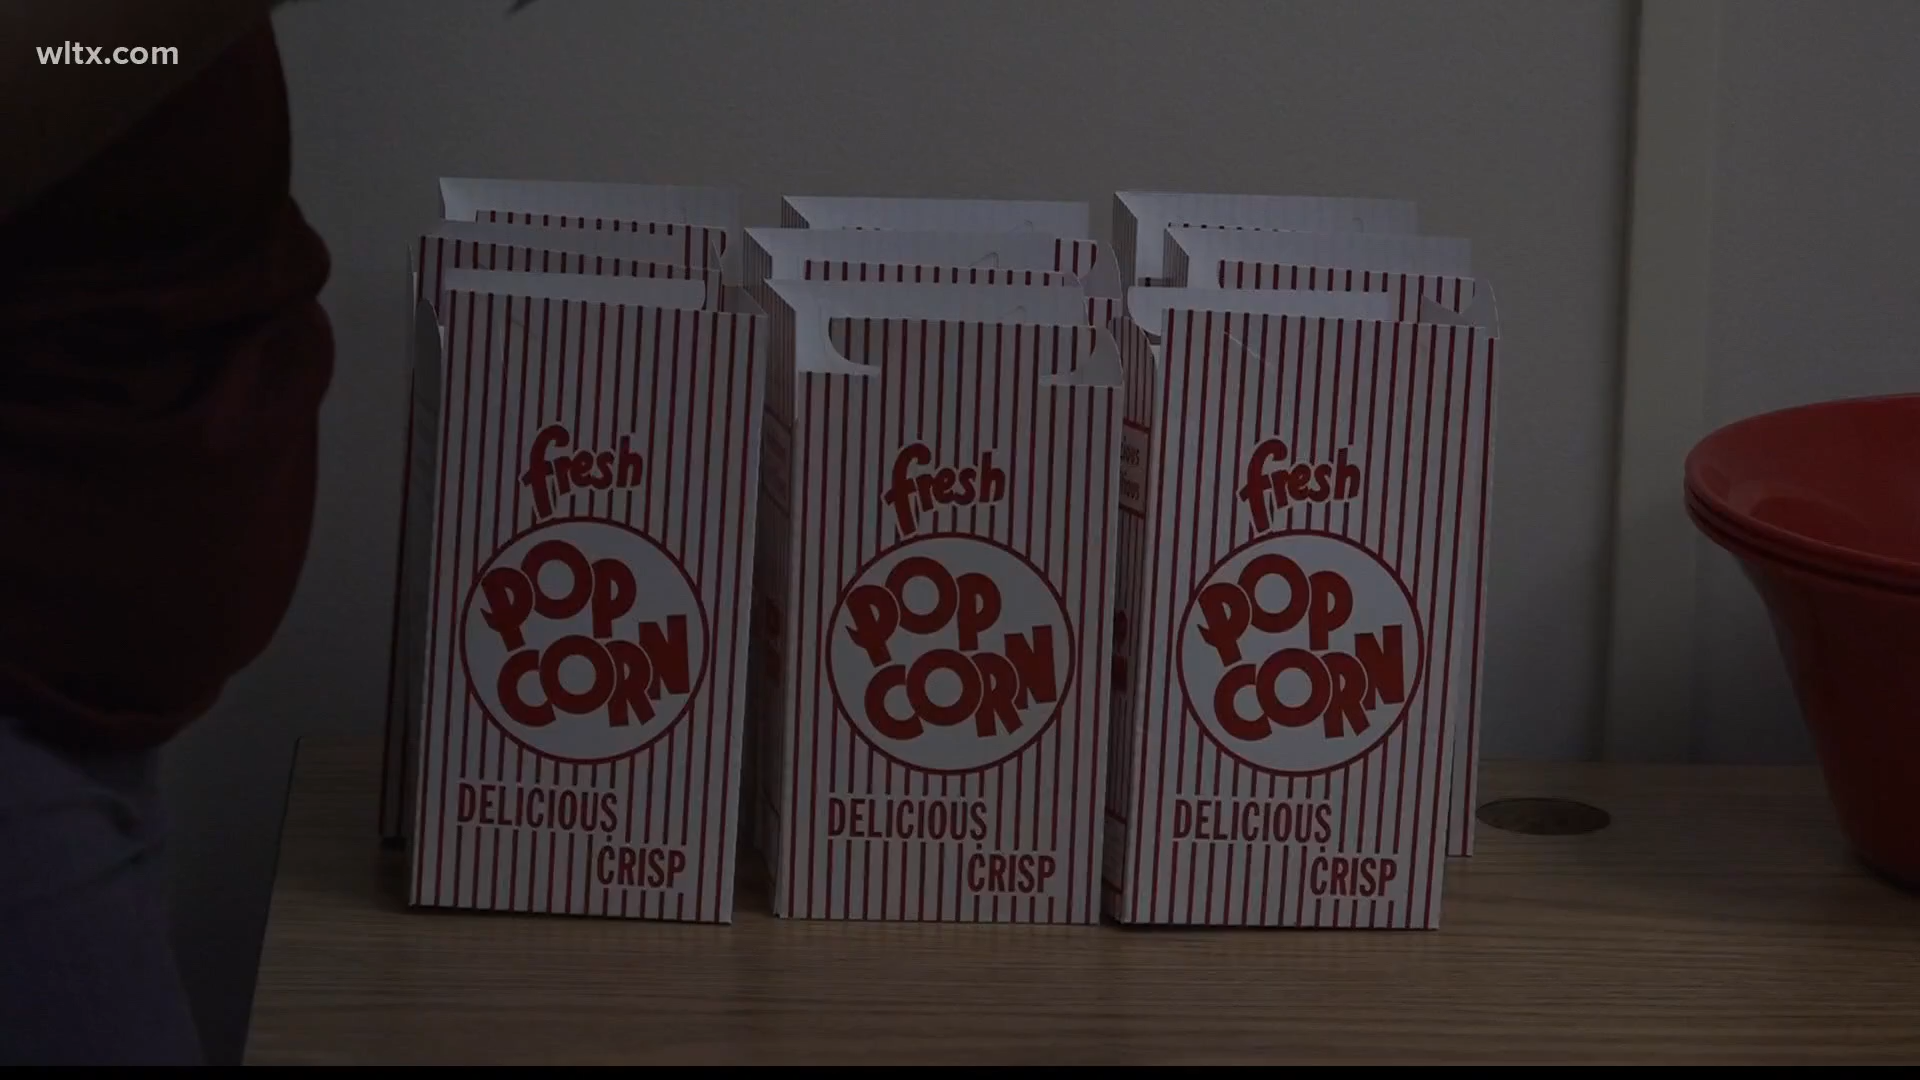 wltx.com
fresh
POP
CORN
DELICIOUS
CRISP
fresh
POP
CORN
DELICIOUS
CRISP
fresh
POP
CORN
DELICIOUS
CRISP